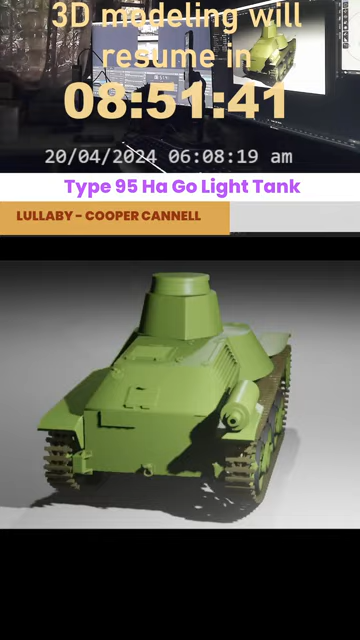 3D modeling will
resume in
08:51:41
20/04/2024 06:08:19 am
Type 95 Ha Go Light Tank
LULLABY - COOPER CANNELL